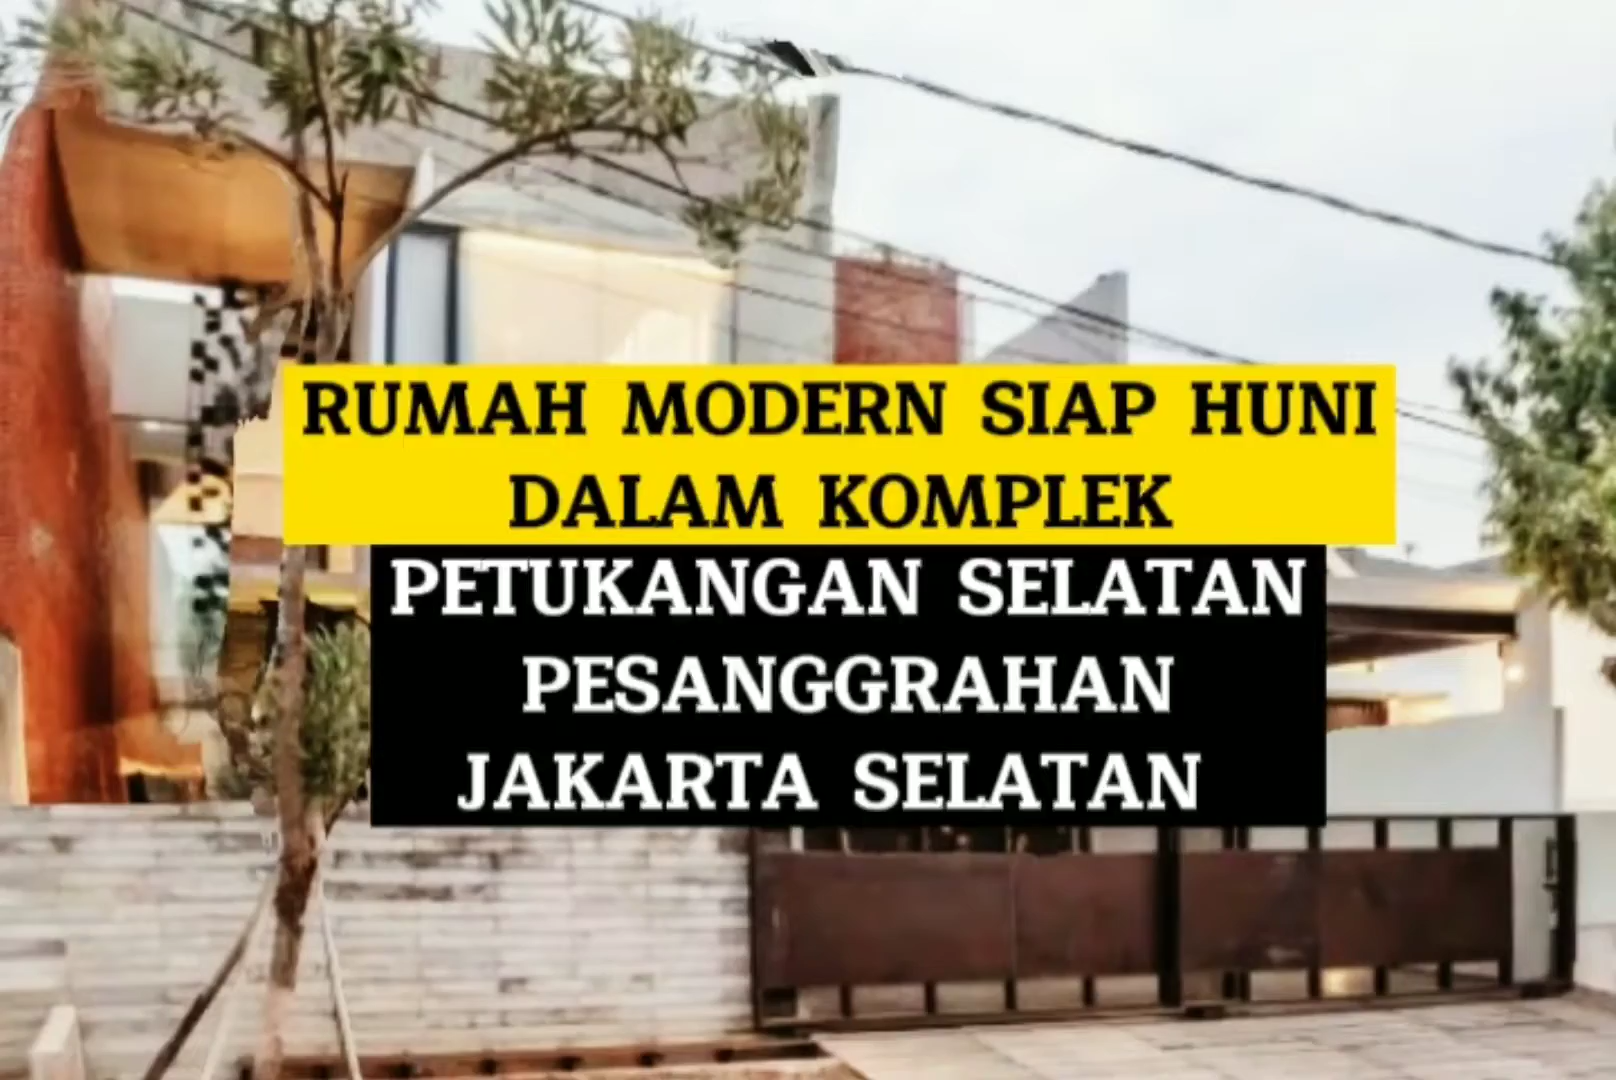 RUMAH MODERN SIAP HUNI
DALAM KOMPLEK
PETUKANGAN SELATAN
PESANGGRAHAN
JAKARTA SELATAN